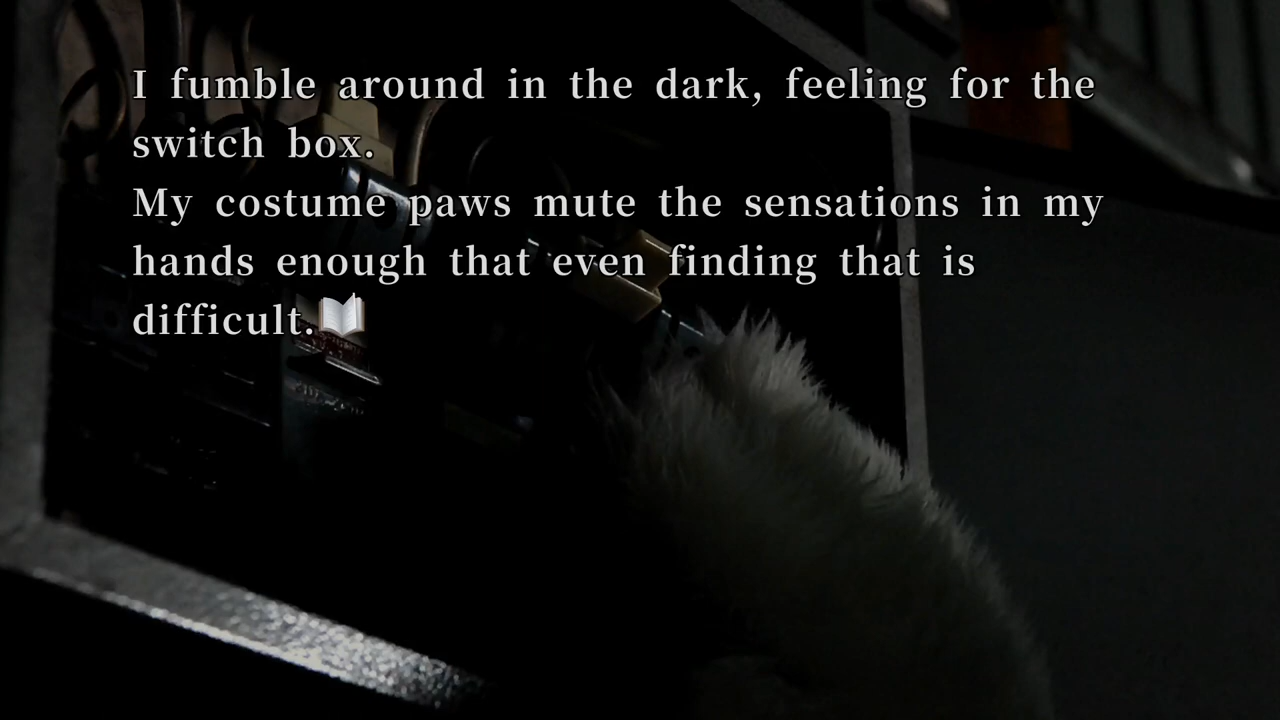 I fumble around in the dark, feeling for the
switch box.
My costume paws mute the sensations in my
hands enough that even finding that is
difficult.